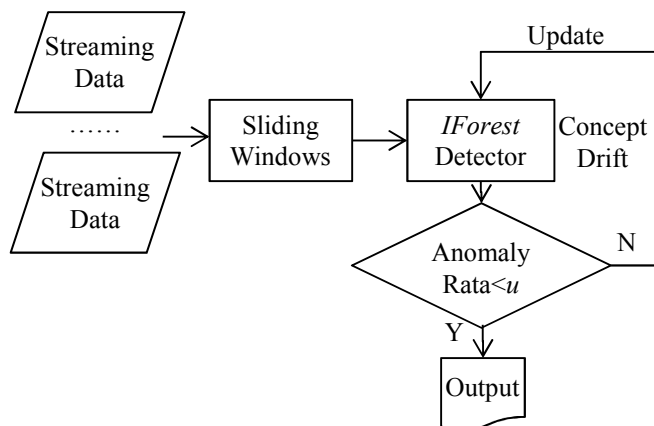 Streaming
Data
......
Streaming
Data
Sliding
Windows
Update
IForest
Detector
Concept
Drift
Anomaly
Rata<u
N
Y
Output